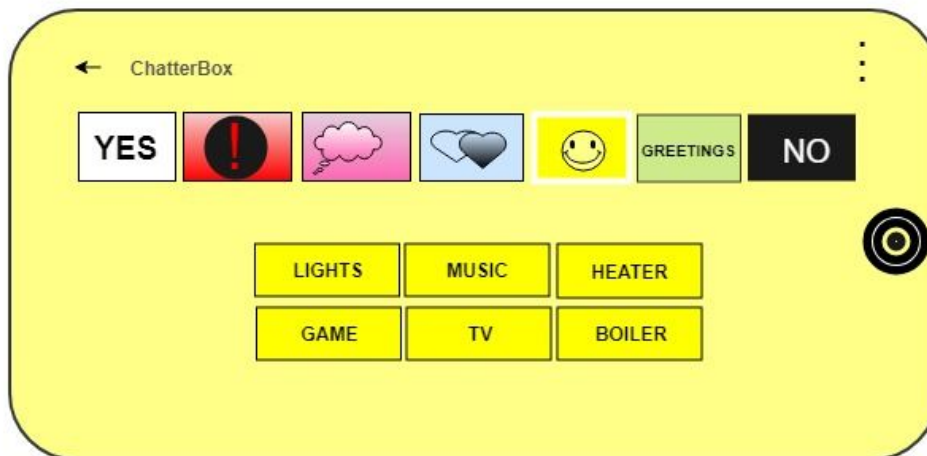 ChatterBox
YES ! GREETINGS NO
LIGHTS MUSIC HEATER
GAME TV BOILER